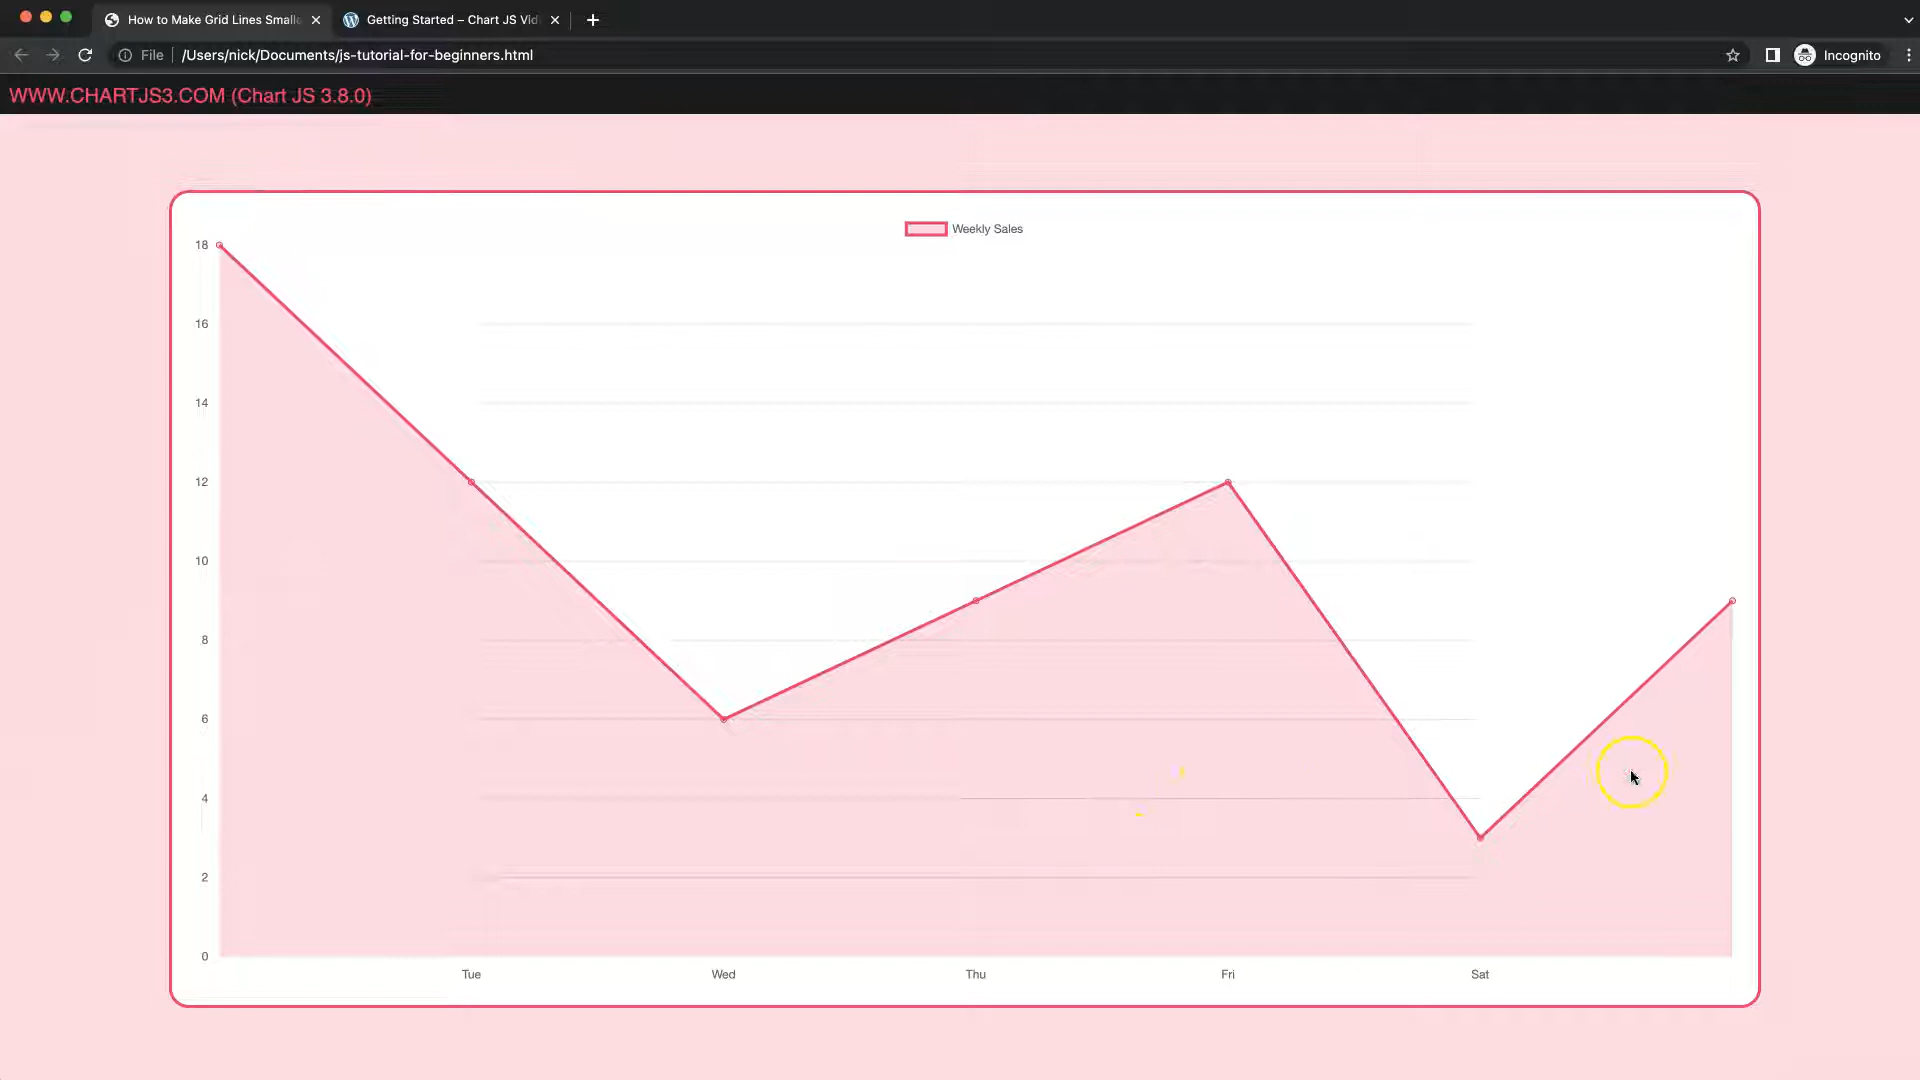 How to Make Grid Lines Small
Getting Started – Chart JS Vid
File
/Users/nick/Documents/js-tutorial-for-beginners.html
Incognito
WWW.CHARTJS3.COM (Chart JS 3.8.0)
Weekly Sales
18
16
14
12
10
8
6
4
2
0
Tue Wed Thu Fri Sat